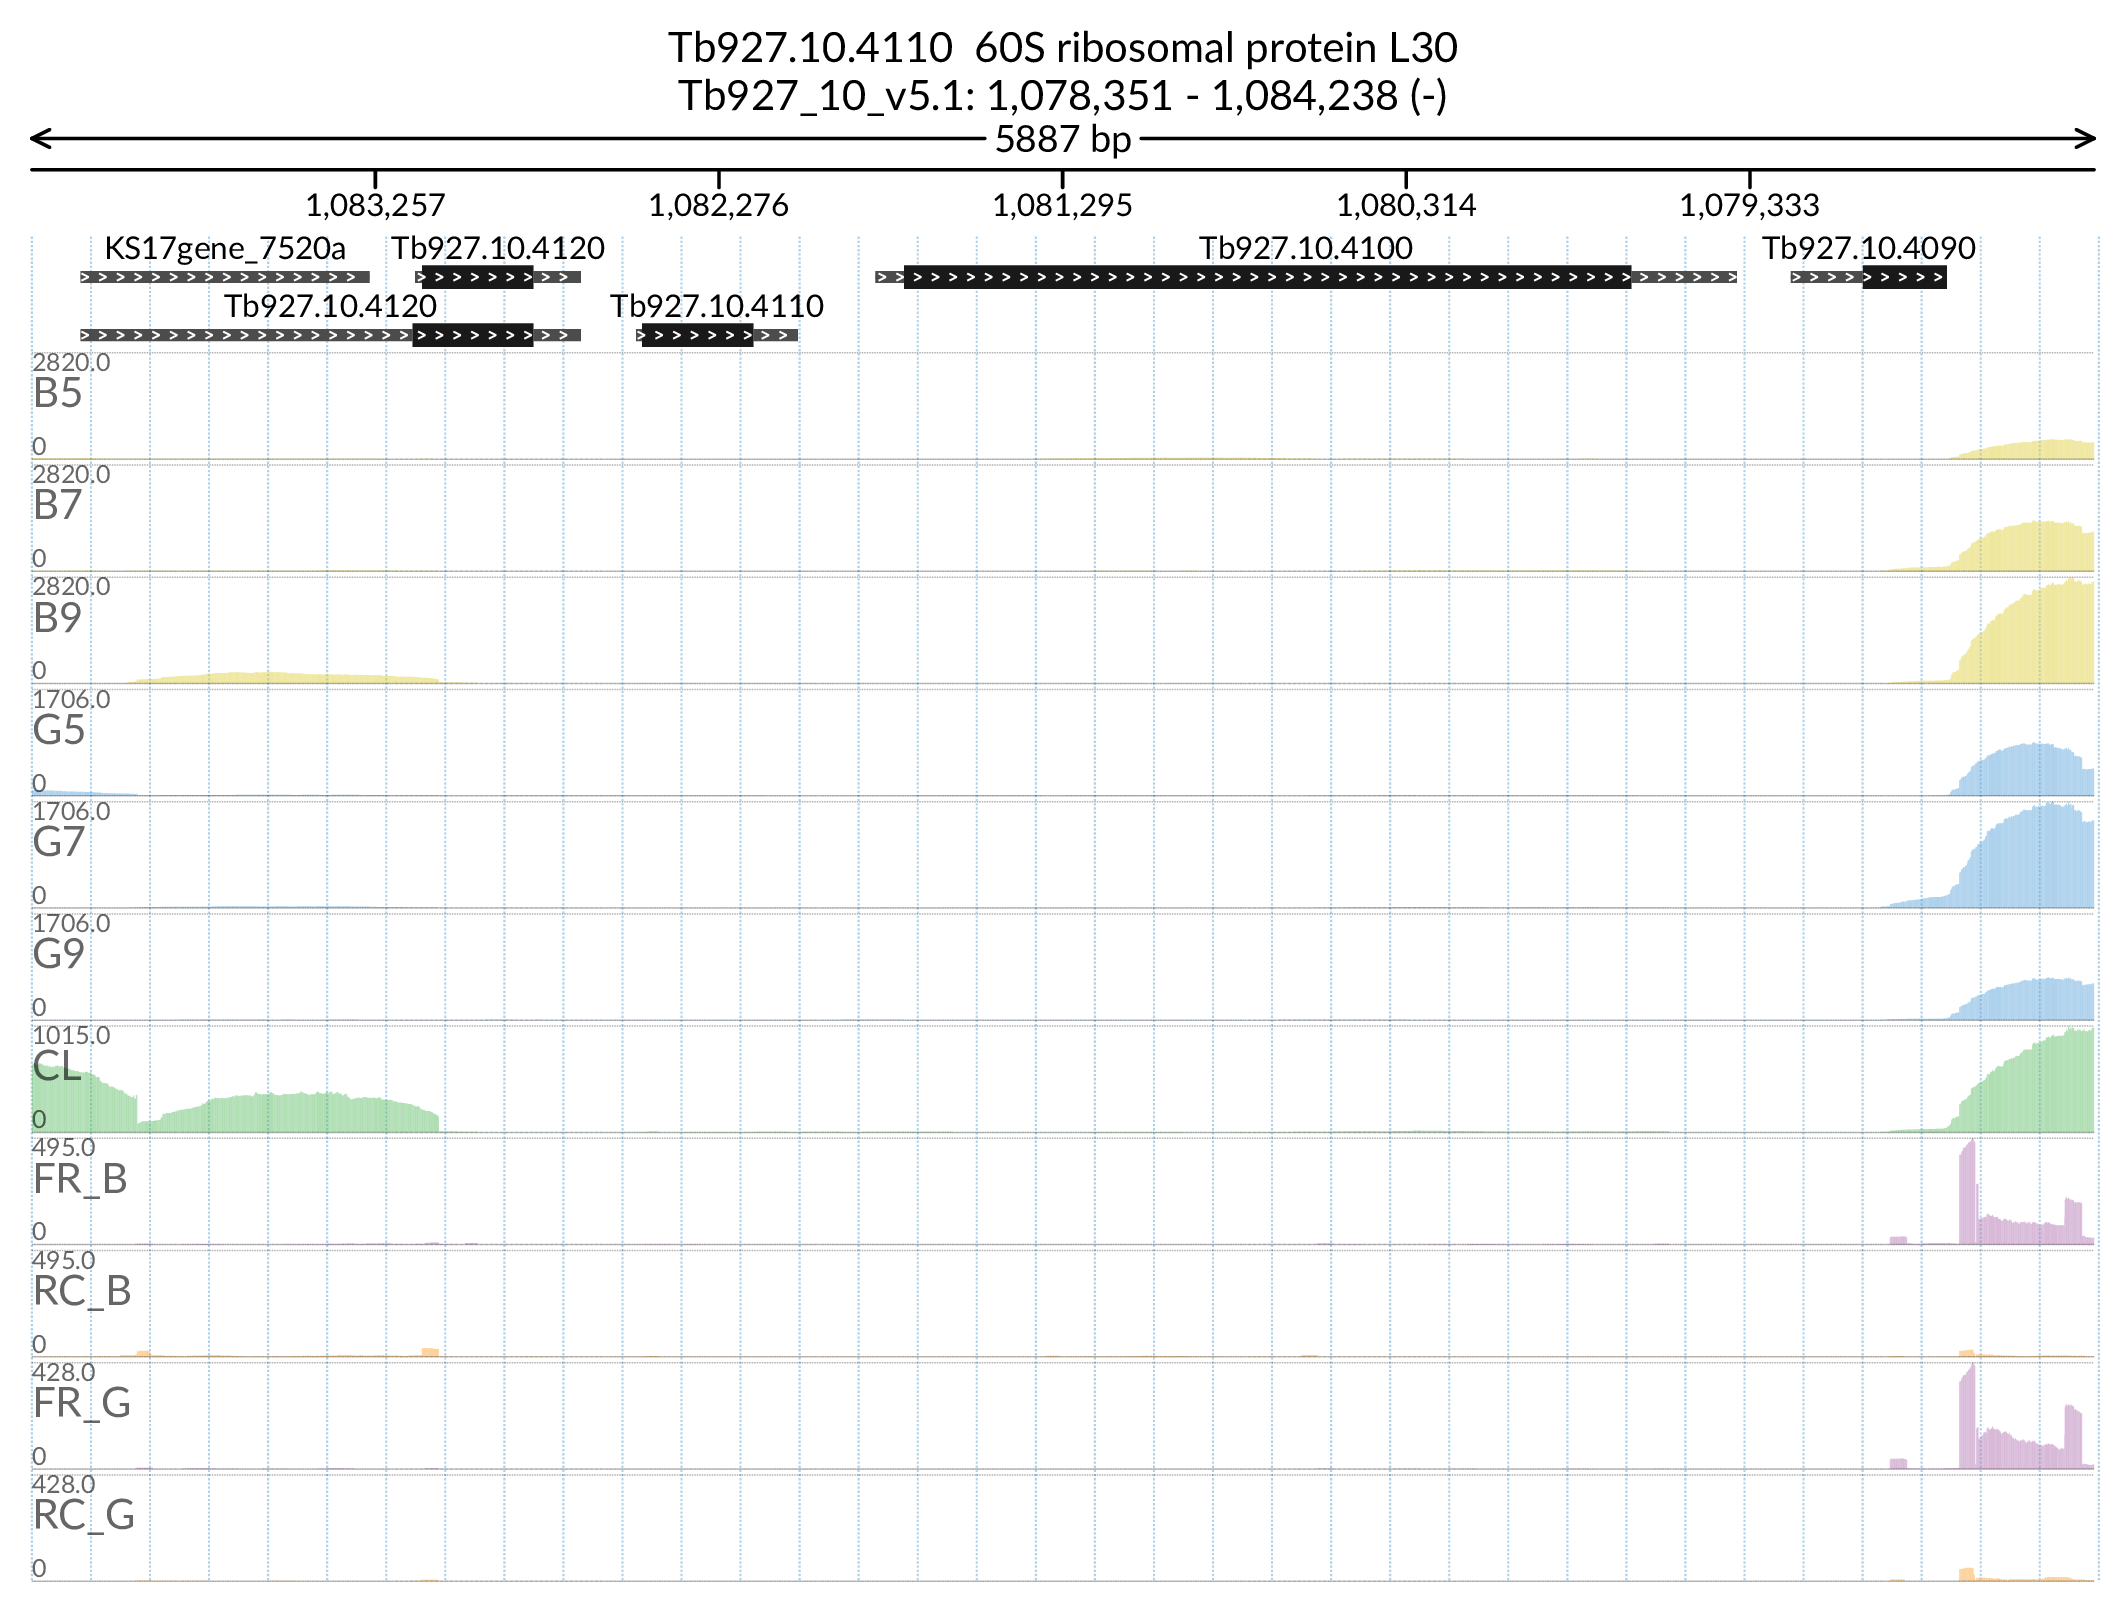 Tb927.10.4110  60S ribosomal protein L30
Tb927_10_v5.1: 1,078,351 - 1,084,238 (-)
5887 bp
1,083,257 1,082,276 1,081,295 1,080,314 1,079,333
KS17gene_7520a Tb927.10.4120 Tb927.10.4100 Tb927.10.4090
Tb927.10.4120 Tb927.10.4110
2820.0
B5
0
2820.0
B7
0
2820.0
B9
0
1706.0
G5
0
1706.0
G7
0
1706.0
G9
0
1015.0
CL
0
495.0
FR_B
0
495.0
RC_B
0
428.0
FR_G
0
428.0
RC_G
0